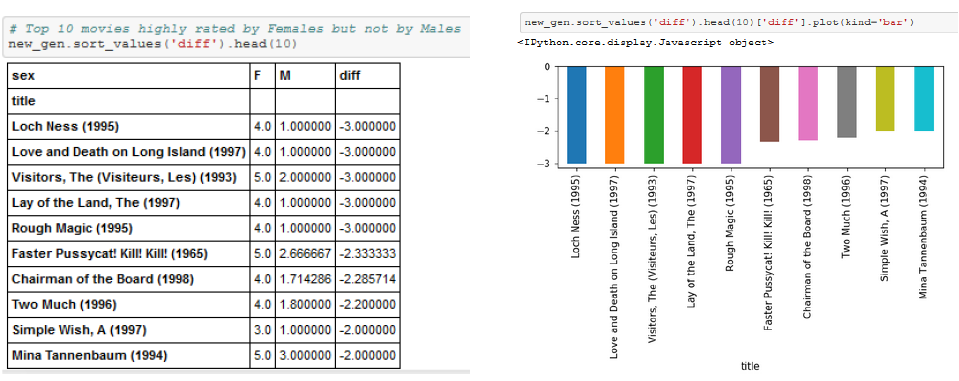 # Top 10 movies highly rated by Females but not by Males
new_gen.sort_values('diff').head(10)
sex F M diff
title
Loch Ness (1995) 4.0 1.000000 -3.000000
Love and Death on Long Island (1997) 4.0 1.000000 -3.000000
Visitors, The (Visiteurs, Les) (1993) 5.0 2.000000 -3.000000
Lay of the Land, The (1997) 4.0 1.000000 -3.000000
Rough Magic (1995) 4.0 1.000000 -3.000000
Faster Pussycat! Kill! Kill! (1965) 5.0 2.666667 -2.333333
Chairman of the Board (1998) 4.0 1.714286 -2.285714
Two Much (1996) 4.0 1.800000 -2.200000
Simple Wish, A (1997) 3.0 1.000000 -2.000000
Mina Tannenbaum (1994) 5.0 3.000000 -2.000000
new_gen.sort_values('diff').head(10)['diff'].plot(kind='bar')
<IPython.core.display.Javascript object>
0
−1
−2
−3
Loch Ness (1995)
Love and Death on Long Island (1997)
Visitors, The (Visiteurs, Les) (1993)
Lay of the Land, The (1997)
Rough Magic (1995)
Faster Pussycat! Kill! Kill! (1965)
Chairman of the Board (1998)
Two Much (1996)
Simple Wish, A (1997)
Mina Tannenbaum (1994)
title